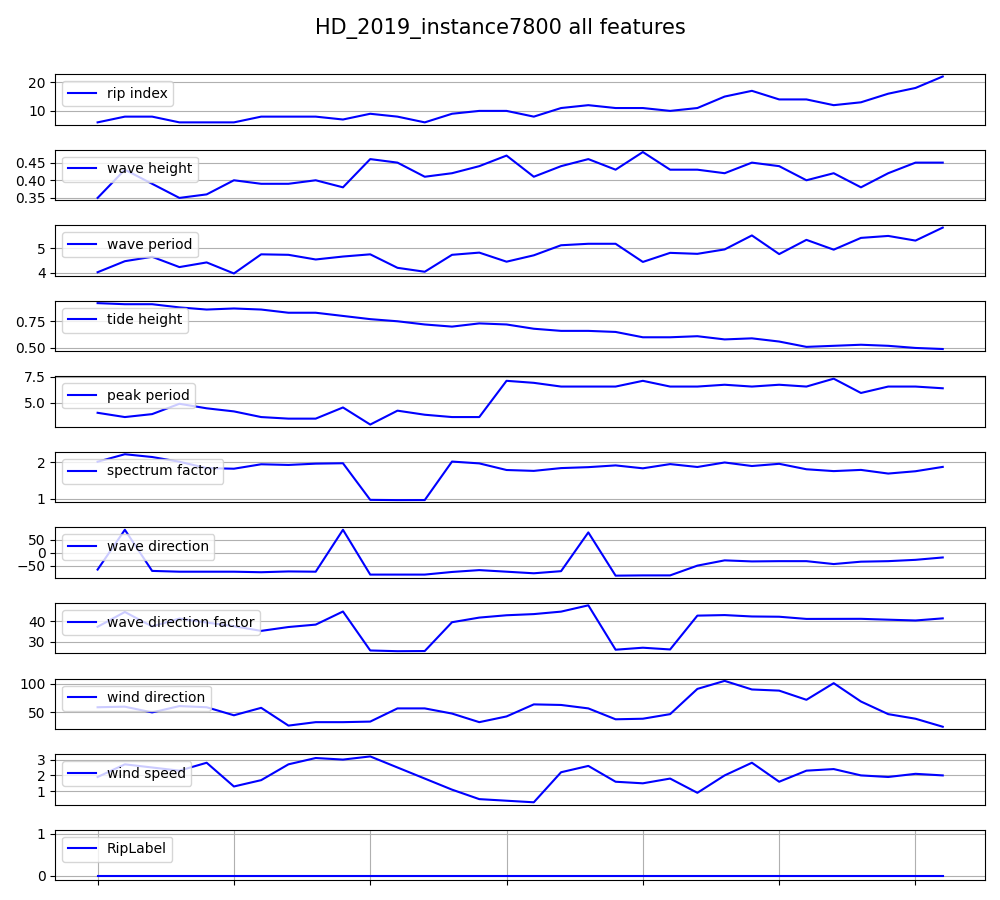 HD_2019_instance7800 all features
20
10
rip index
0.45
0.40
0.35
wave height
5
4
wave period
0.75
0.50
tide height
7.5
5.0
peak period
2
1
spectrum factor
50
0
−50
wave direction
40
30
wave direction factor
100
50
wind direction
3
2
1
wind speed
1
0
RipLabel